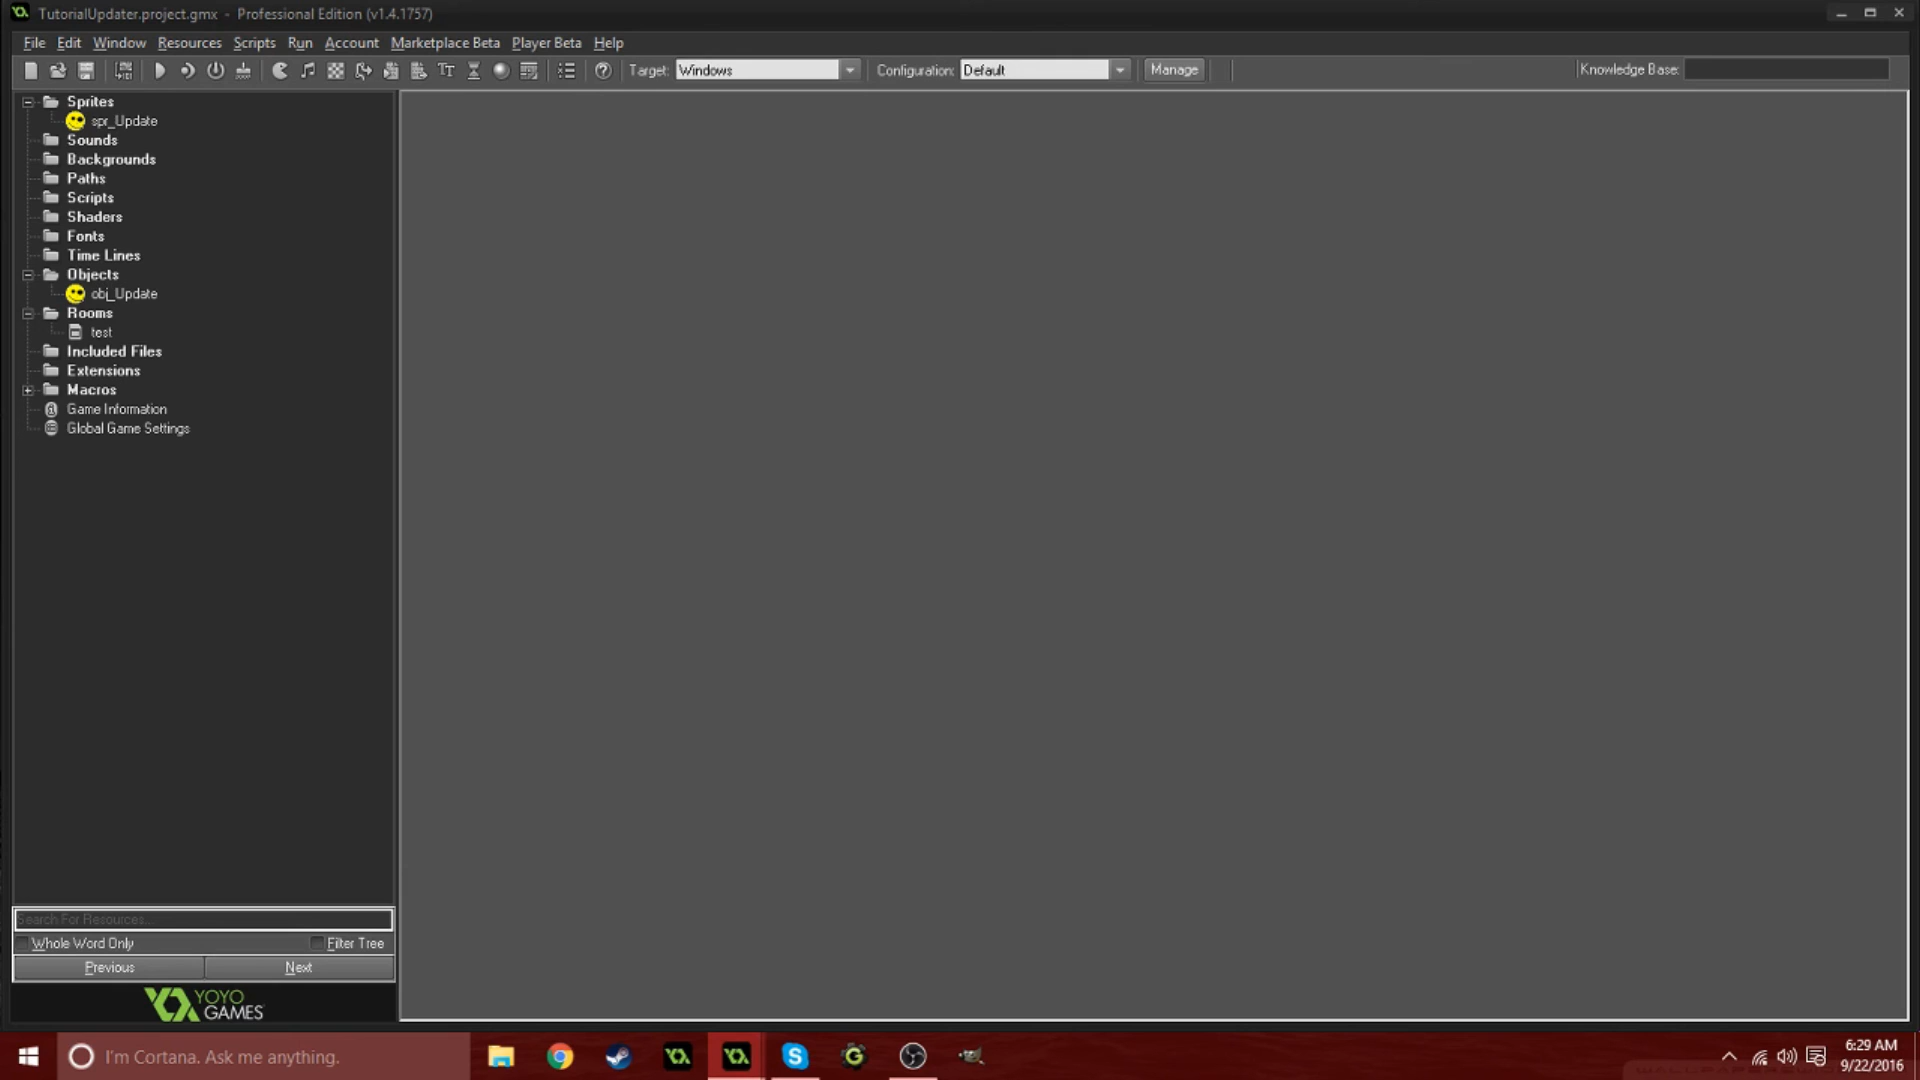 TutorialUpdater.project.gmx - Professional Edition (v1.4.1757)
File Edit Window Resources Scripts Run Account Marketplace Beta Player Beta Help
Target: Windows Configuration: Default Manage Knowledge Base:
Sprites
spr_Update
Sounds
Backgrounds
Paths
Scripts
Shaders
Fonts
Time Lines
Objects
obj_Update
Rooms
test
Included Files
Extensions
Macros
Game Information
Global Game Settings
Search For Resources...
Whole Word Only Filter Tree
Previous Next
YOYO
GAMES
I'm Cortana. Ask me anything.
6:29 AM
9/22/2016